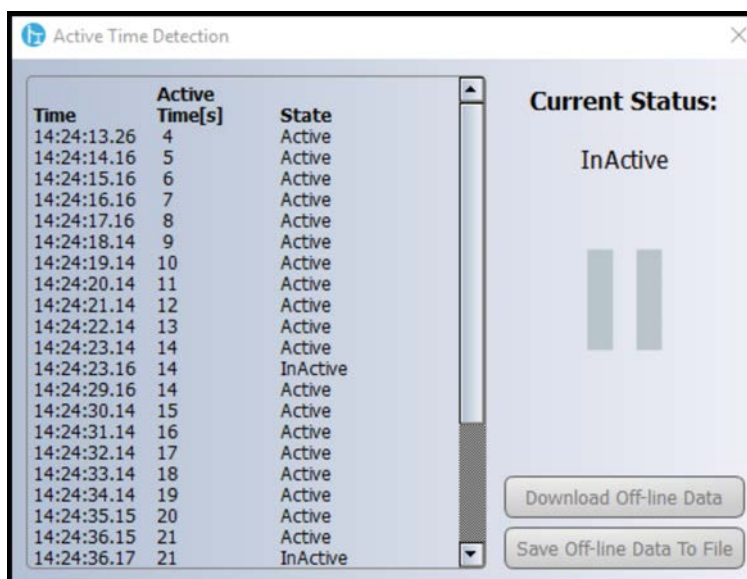 Active Time Detection
Time Active Time[s] State
14:24:13.26 4 Active
14:24:14.16 5 Active
14:24:15.16 6 Active
14:24:16.16 7 Active
14:24:17.16 8 Active
14:24:18.14 9 Active
14:24:19.14 10 Active
14:24:20.14 11 Active
14:24:21.14 12 Active
14:24:22.14 13 Active
14:24:23.14 14 Active
14:24:23.16 14 InActive
14:24:29.16 14 Active
14:24:30.14 15 Active
14:24:31.14 16 Active
14:24:32.14 17 Active
14:24:33.14 18 Active
14:24:34.14 19 Active
14:24:35.15 20 Active
14:24:36.15 21 Active
14:24:36.17 21 InActive
Current Status:
InActive
Download Off-line Data
Save Off-line Data To File